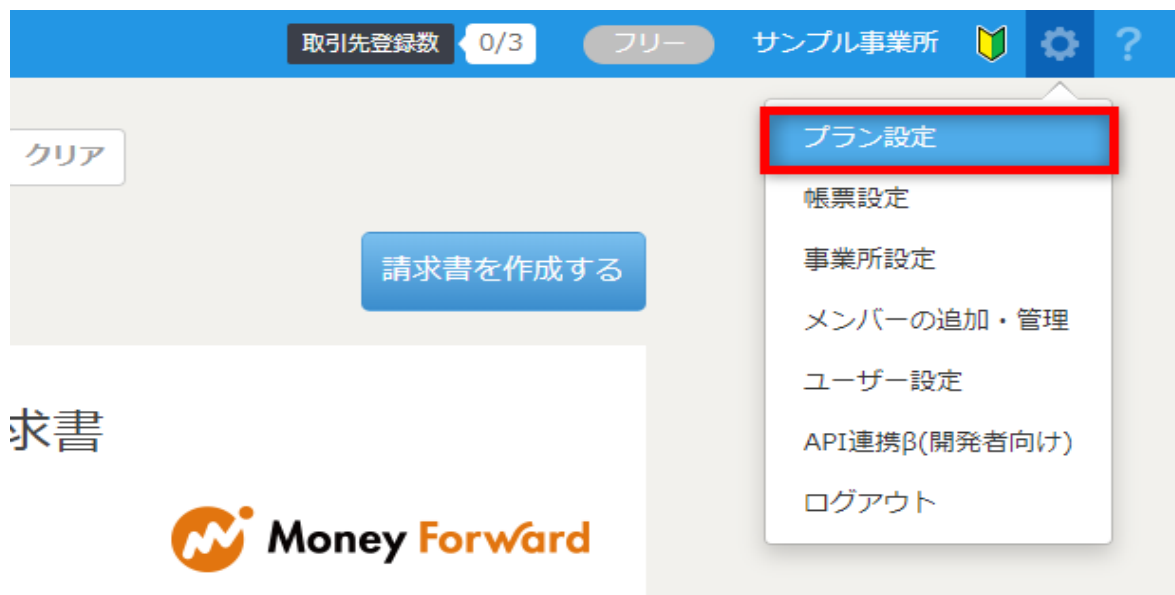 取引先登録数 0/3 フリー サンプル事業所 ?
クリア
請求書を作成する
求書
Money Forward
プラン設定
帳票設定
事業所設定
メンバーの追加・管理
ユーザー設定
API連携β(開発者向け)
ログアウト